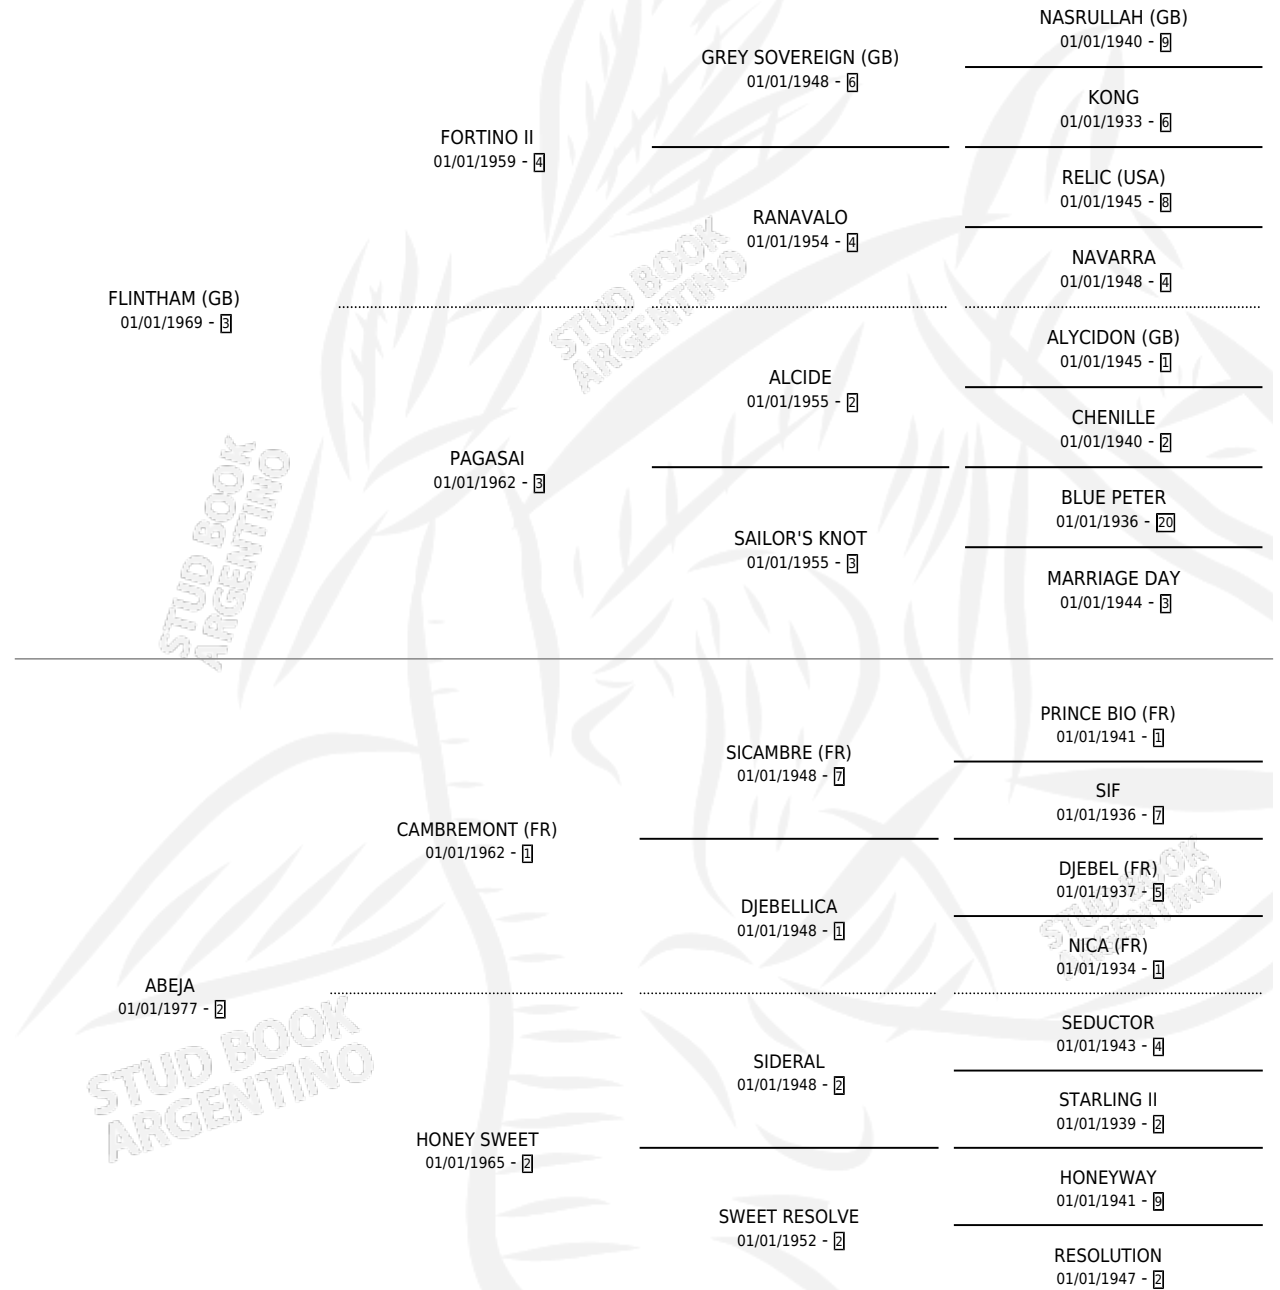 NASRULLAH (GB)
01/01/1940 - 9
GREY SOVEREIGN (GB)
01/01/1948 - 6
KONG
01/01/1933 - 6
FORTINO II
01/01/1959 - 4
RELIC (USA)
01/01/1945 - 8
RANAVALO
01/01/1954 - 4
NAVARRA
01/01/1948 - 4
FLINTHAM (GB)
01/01/1969 - 3
ALYCIDON (GB)
01/01/1945 - 1
ALCIDE
01/01/1955 - 2
CHENILLE
01/01/1940 - 2
PAGASAI
01/01/1962 - 3
BLUE PETER
01/01/1936 - 20
SAILOR'S KNOT
01/01/1955 - 3
MARRIAGE DAY
01/01/1944 - 3
PRINCE BIO (FR)
01/01/1941 - 1
SICAMBRE (FR)
01/01/1948 - 7
SIF
01/01/1936 - 7
CAMBREMONT (FR)
01/01/1962 - 1
DJEBEL (FR)
01/01/1937 - 5
DJEBELLICA
01/01/1948 - 1
NICA (FR)
01/01/1934 - 1
ABEJA
01/01/1977 - 2
SEDUCTOR
01/01/1943 - 4
SIDERAL
01/01/1948 - 2
STARLING II
01/01/1939 - 2
HONEY SWEET
01/01/1965 - 2
HONEYWAY
01/01/1941 - 9
SWEET RESOLVE
01/01/1952 - 2
RESOLUTION
01/01/1947 - 2
STUD BOOK
ARGENTINO
STUD BOOK
ARGENTINO
STUD BOOK
ARGENTINO
STUD BOOK
ARGENTINO